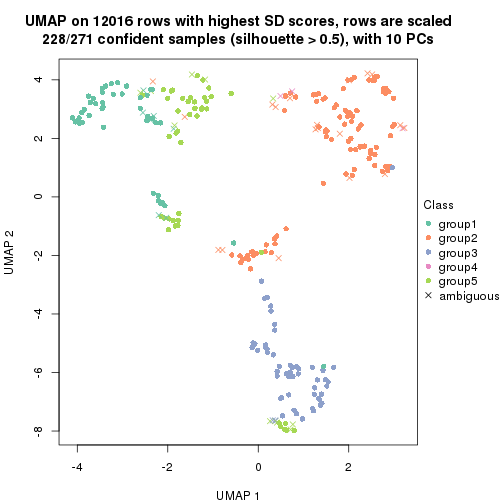 UMAP on 12016 rows with highest SD scores, rows are scaled
228/271 confident samples (silhouette > 0.5), with 10 PCs
4
2
0
-2
-4
-6
-8
UMAP 2
-4
-2
0
2
UMAP 1
Class
group1
group2
group3
group4
group5
ambiguous